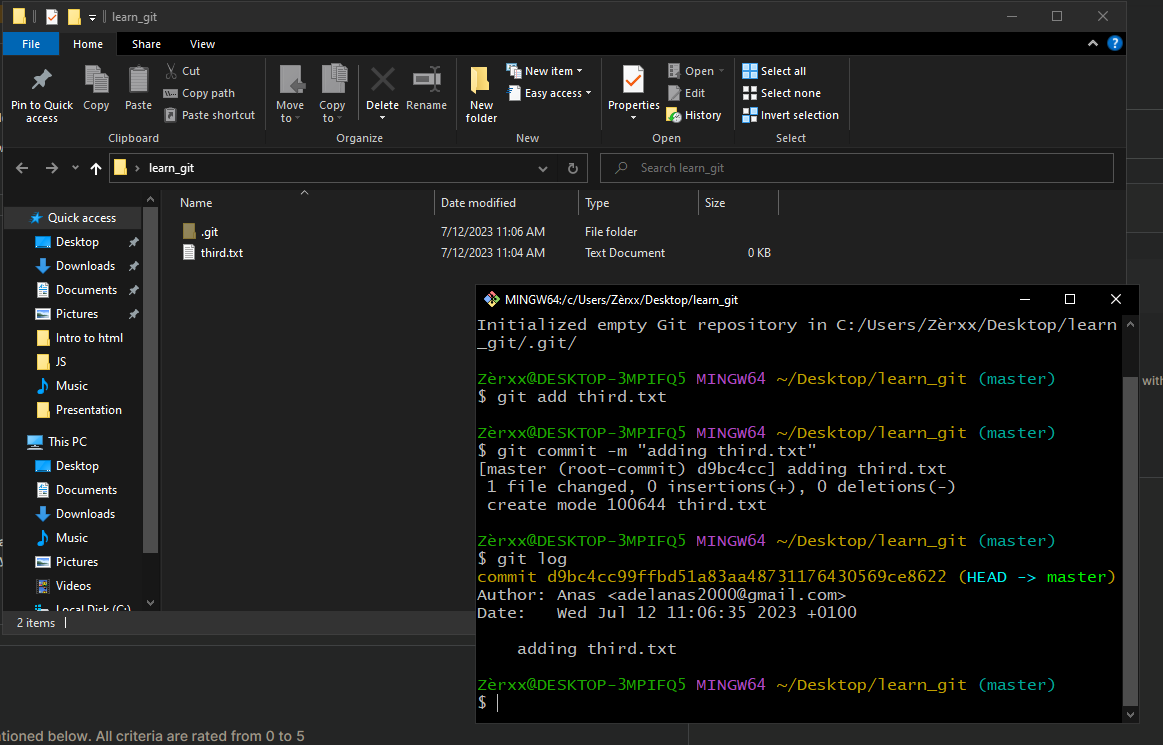 learn_git
File Home Share View
Pin to Quick access
Copy
Paste
Cut
Copy path
Paste shortcut
Clipboard
Move to
Copy to
Delete
Rename
Organize
New folder
New item
Easy access
New
Properties
Open
Edit
History
Open
Select all
Select none
Invert selection
Select
learn_git
Search learn_git
Quick access
Desktop
Downloads
Documents
Pictures
Intro to html
JS
Music
Presentation
This PC
Desktop
Documents
Downloads
Music
Pictures
Videos
Local Disk (C:)
Name Date modified Type Size
.git 7/12/2023 11:06 AM File folder
third.txt 7/12/2023 11:04 AM Text Document 0 KB
2 items
MINGW64:/c/Users/Zèrxx/Desktop/learn_git
Initialized empty Git repository in C:/Users/Zèrxx/Desktop/learn
_git/.git/
Zèrxx@DESKTOP-3MPIFQ5 MINGW64 ~/Desktop/learn_git (master)
$ git add third.txt
Zèrxx@DESKTOP-3MPIFQ5 MINGW64 ~/Desktop/learn_git (master)
$ git commit -m "adding third.txt"
[master (root-commit) d9bc4cc] adding third.txt
1 file changed, 0 insertions(+), 0 deletions(-)
create mode 100644 third.txt
Zèrxx@DESKTOP-3MPIFQ5 MINGW64 ~/Desktop/learn_git (master)
$ git log
commit d9bc4cc99ffbd51a83aa48731176430569ce8622 (HEAD -> master)
Author: Anas <adelanas2000@gmail.com>
Date: Wed Jul 12 11:06:35 2023 +0100
adding third.txt
Zèrxx@DESKTOP-3MPIFQ5 MINGW64 ~/Desktop/learn_git (master)
$
with
tioned below. All criteria are rated from 0 to 5